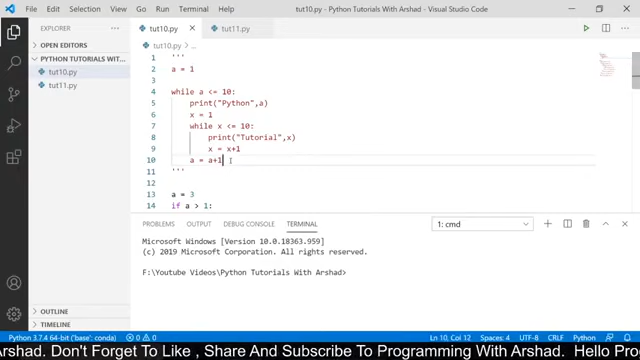 File Edit Selection View Go Run Terminal Help
tut10.py - Python Tutorials With Arshad - Visual Studio Code
EXPLORER
OPEN EDITORS
PYTHON TUTORIALS WITH ARSHAD
tut10.py
tut11.py
OUTLINE
TIMELINE
tut10.py
tut11.py
tut10.py > ...
1 '''
2 a = 1
3
4 while a <= 10:
5 print("Python",a)
6 x = 1
7 while x <= 10:
8 print("Tutorial",x)
9 x = x+1
10 a = a+1
11 '''
12
13 a = 3
14 if a > 1:
PROBLEMS OUTPUT DEBUG CONSOLE TERMINAL
1: cmd
Microsoft Windows [Version 10.0.18363.959]
(c) 2019 Microsoft Corporation. All rights reserved.
F:\Youtube Videos\Python Tutorials With Arshad>
Python 3.7.4 64-bit ('base': conda) 0 0
Ln 10, Col 12 Spaces: 4 UTF-8 CRLF Python
Arshad. Don't Forget To Like , Share And Subscribe To Programming With Arshad. Hello Pro